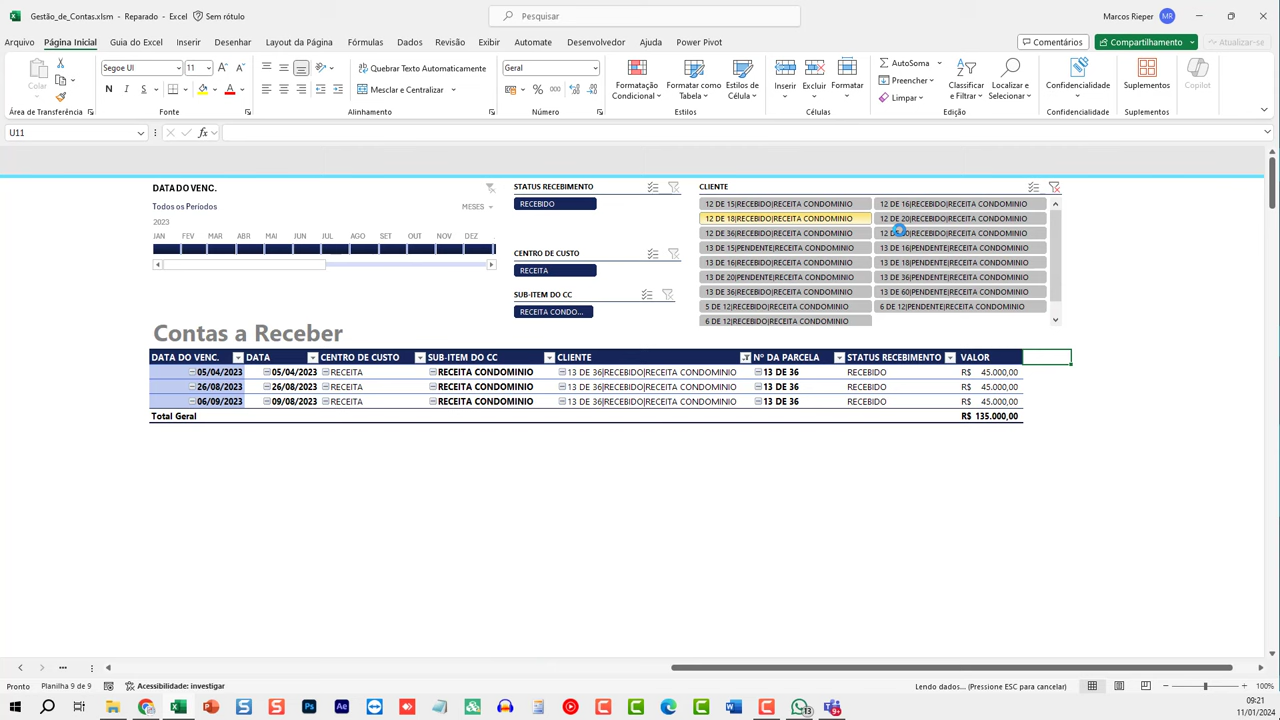 Gestão_de_Contas.xlsm - Reparado - Excel
Sem rótulo
Pesquisar
Marcos Rieper
MR
Arquivo Página Inicial Guia do Excel Inserir Desenhar Layout da Página Fórmulas Dados Revisão Exibir Automate Desenvolvedor Ajuda Power Pivot
Comentários Compartilhamento Atualizar-se
Colar
Segoe UI 11
N I S
Quebrar Texto Automaticamente
Mesclar e Centralizar
Geral
Formatação Condicional
Formatar como Tabela
Estilos de Célula
Inserir Excluir Formatar
AutoSoma
Preencher
Limpar
Classificar e Filtrar
Localizar e Selecionar
Confidencialidade
Suplementos
Copilot
Área de Transferência Fonte Alinhamento Número Estilos Células Edição Confidencialidade Suplementos
U11 fx
DATA DO VENC.
Todos os Períodos MESES
2023
JAN FEV MAR ABR MAI JUN JUL AGO SET OUT NOV DEZ
STATUS RECEBIMENTO
RECEBIDO
CENTRO DE CUSTO
RECEITA
SUB-ITEM DO CC
RECEITA CONDO...
CLIENTE
12 DE 15|RECEBIDO|RECEITA CONDOMINIO 12 DE 16|RECEBIDO|RECEITA CONDOMINIO
12 DE 18|RECEBIDO|RECEITA CONDOMINIO 12 DE 20|RECEBIDO|RECEITA CONDOMINIO
12 DE 36|RECEBIDO|RECEITA CONDOMINIO 12 DE 60|RECEBIDO|RECEITA CONDOMINIO
13 DE 15|PENDENTE|RECEITA CONDOMINIO 13 DE 16|PENDENTE|RECEITA CONDOMINIO
13 DE 16|RECEBIDO|RECEITA CONDOMINIO 13 DE 18|PENDENTE|RECEITA CONDOMINIO
13 DE 20|PENDENTE|RECEITA CONDOMINIO 13 DE 36|PENDENTE|RECEITA CONDOMINIO
13 DE 36|RECEBIDO|RECEITA CONDOMINIO 13 DE 60|PENDENTE|RECEITA CONDOMINIO
5 DE 12|RECEBIDO|RECEITA CONDOMINIO 6 DE 12|PENDENTE|RECEITA CONDOMINIO
6 DE 12|RECEBIDO|RECEITA CONDOMINIO
Contas a Receber
DATA DO VENC. DATA CENTRO DE CUSTO SUB-ITEM DO CC CLIENTE Nº DA PARCELA STATUS RECEBIMENTO VALOR
05/04/2023 05/04/2023 RECEITA RECEITA CONDOMINIO 13 DE 36|RECEBIDO|RECEITA CONDOMINIO 13 DE 36 RECEBIDO R$ 45.000,00
26/08/2023 26/08/2023 RECEITA RECEITA CONDOMINIO 13 DE 36|RECEBIDO|RECEITA CONDOMINIO 13 DE 36 RECEBIDO R$ 45.000,00
06/09/2023 09/08/2023 RECEITA RECEITA CONDOMINIO 13 DE 36|RECEBIDO|RECEITA CONDOMINIO 13 DE 36 RECEBIDO R$ 45.000,00
Total Geral R$ 135.000,00
Pronto Planilha 9 de 9 Acessibilidade: investigar
Lendo dados... (Pressione ESC para cancelar) 100%
09:21
11/01/2024